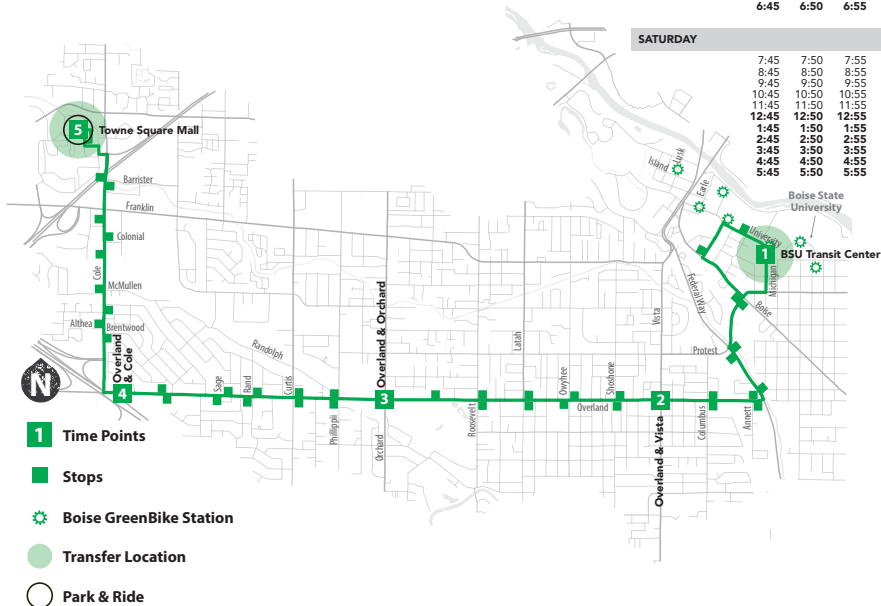 6:45 6:50 6:55
SATURDAY
7:45 7:50 7:55
8:45 8:50 8:55
9:45 9:50 9:55
10:45 10:50 10:55
11:45 11:50 11:55
12:45 12:50 12:55
1:45 1:50 1:55
2:45 2:50 2:55
3:45 3:50 3:55
4:45 4:50 4:55
5:45 5:50 5:55
5 Towne Square Mall
Barrister
Franklin
Colonial
Cole
McMullen
Althea
Brentwood
Overland
& Cole
4
Randolph
Sage
Rand
Curtis
Phillippi
Overland & Orchard
3
Orchard
Roosevelt
Latah
Owyhee
Shoshone
Overland
Vista
2
Overland & Vista
Columbus
Annett
Protest
Federal Way
Boise
Michigan
University
1 BSU Transit Center
Boise State
University
Earle
Island
Lusk
N
1 Time Points
Stops
Boise GreenBike Station
Transfer Location
Park & Ride